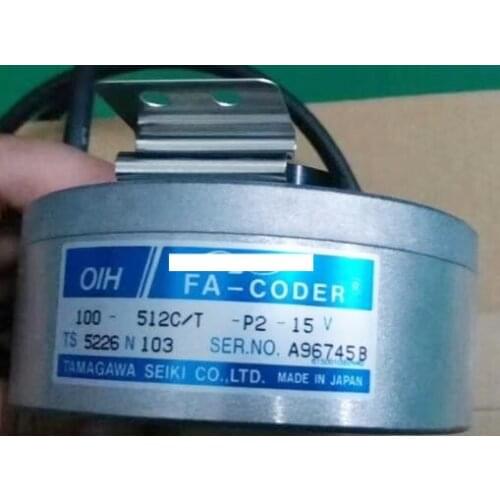 OIH FA-CODER®
100 - 512C/T -P2-15 V
TS 5226 N 103 SER.NO. A96745B
TAMAGAWA SEIKI CO.,LTD. MADE IN JAPAN